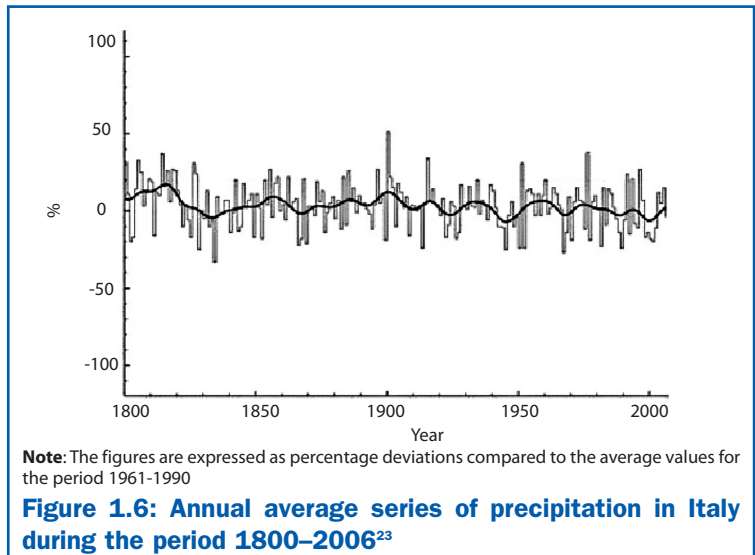 100
50
%
0
-50
-100
1800 1850 1900 1950 2000
Year
Note: The figures are expressed as percentage deviations compared to the average values for
the period 1961-1990
Figure 1.6: Annual average series of precipitation in Italy
during the period 1800–2006²³